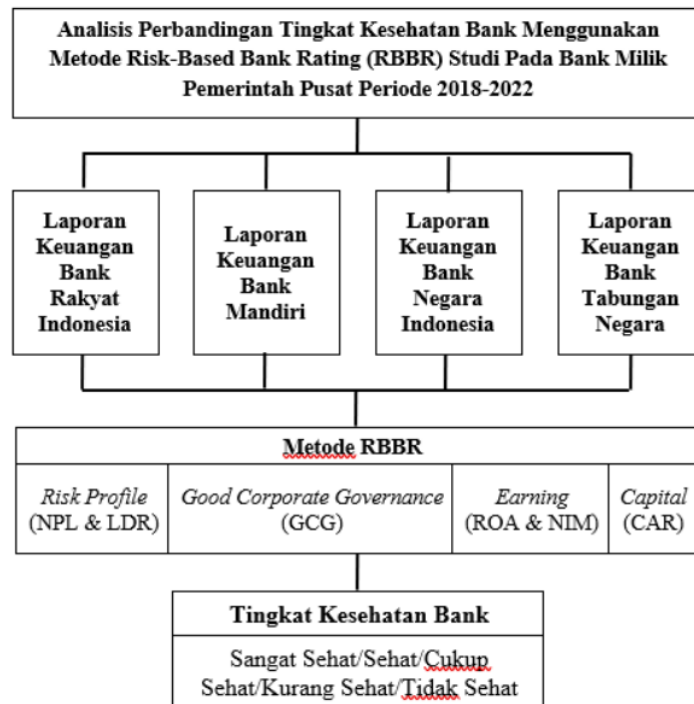 Analisis Perbandingan Tingkat Kesehatan Bank Menggunakan
Metode Risk-Based Bank Rating (RBBR) Studi Pada Bank Milik
Pemerintah Pusat Periode 2018-2022
Laporan
Keuangan
Bank
Rakyat
Indonesia
Laporan
Keuangan
Bank
Mandiri
Laporan
Keuangan
Bank
Negara
Indonesia
Laporan
Keuangan
Bank
Tabungan
Negara
Metode RBBR
Risk Profile
(NPL & LDR)
Good Corporate Governance
(GCG)
Earning
(ROA & NIM)
Capital
(CAR)
Tingkat Kesehatan Bank
Sangat Sehat/Sehat/Cukup
Sehat/Kurang Sehat/Tidak Sehat